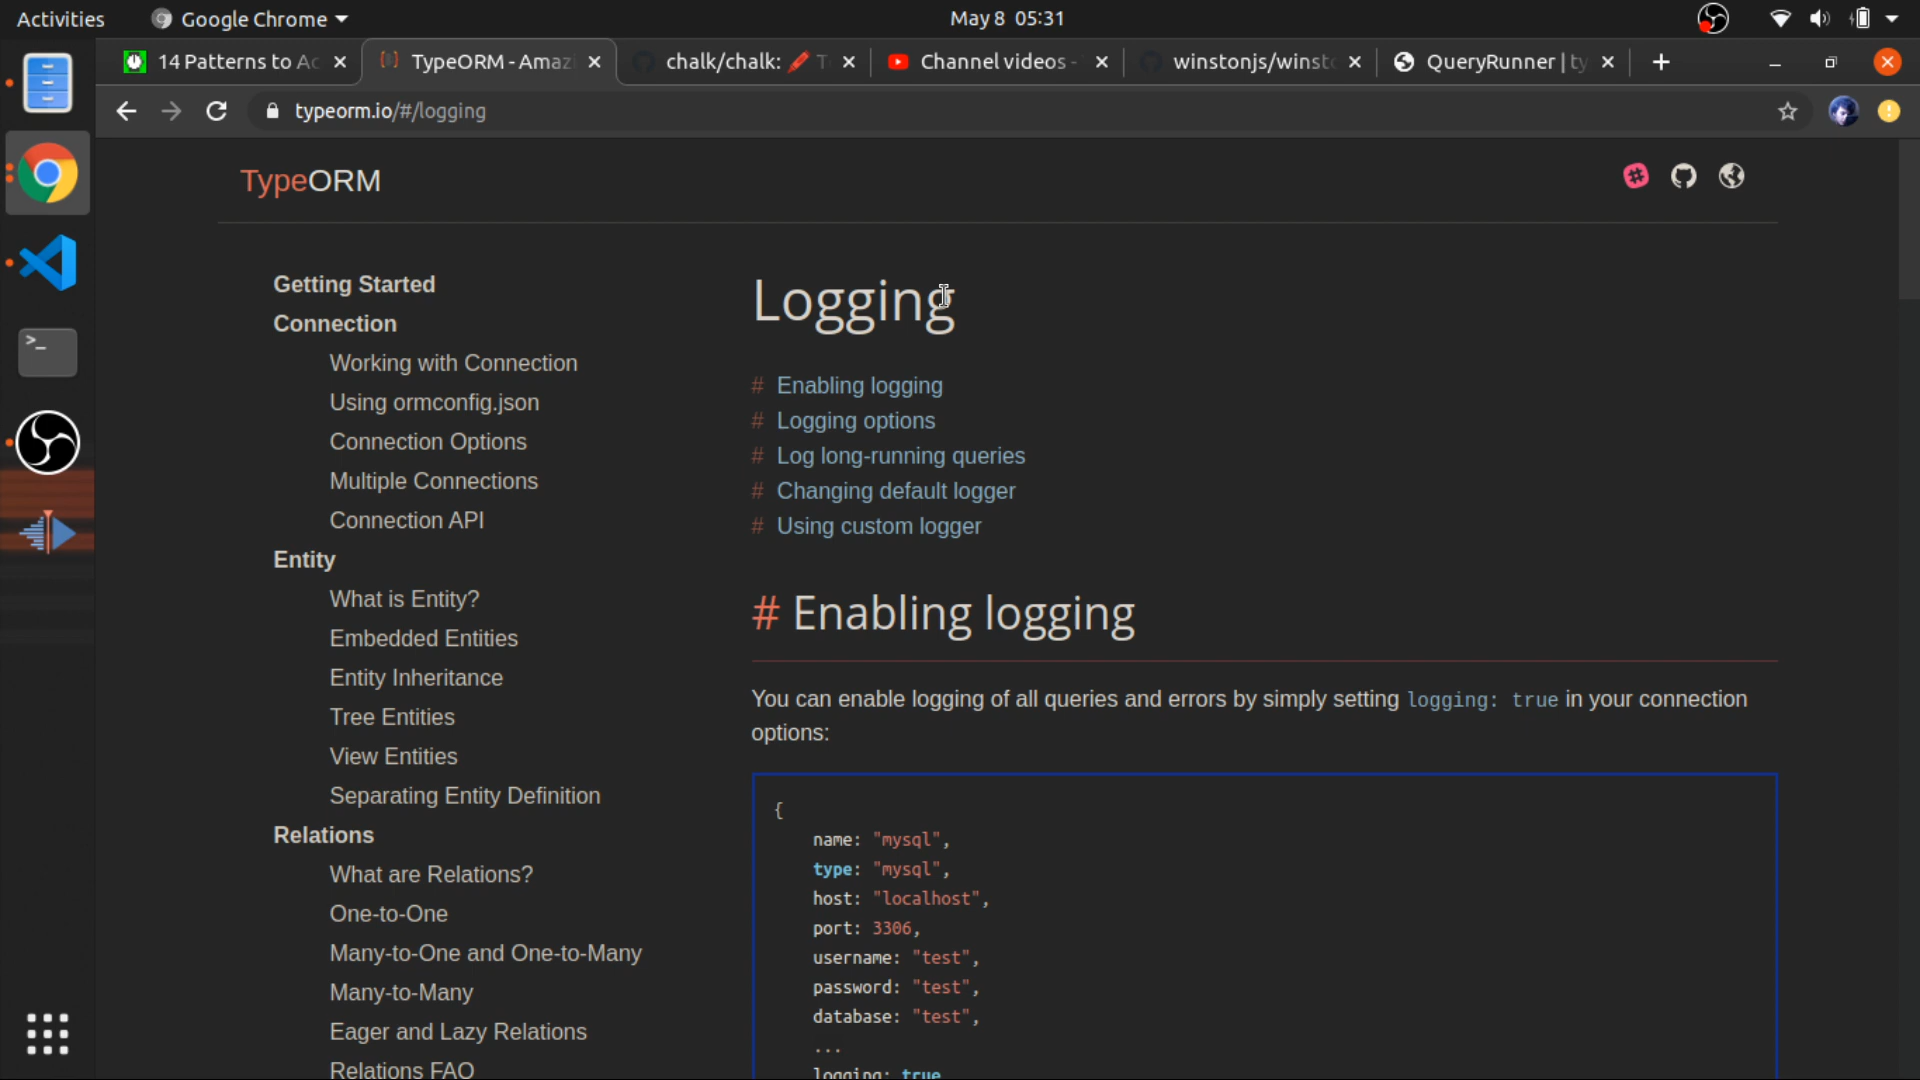 Activities
Google Chrome
May 8 05:31
14 Patterns to Ac
TypeORM - Amazi
chalk/chalk: 🖍 T
Channel videos -
winstonjs/winsto
QueryRunner | ty
typeorm.io/#/logging
TypeORM
Getting Started
Connection
Working with Connection
Using ormconfig.json
Connection Options
Multiple Connections
Connection API
Entity
What is Entity?
Embedded Entities
Entity Inheritance
Tree Entities
View Entities
Separating Entity Definition
Relations
What are Relations?
One-to-One
Many-to-One and One-to-Many
Many-to-Many
Eager and Lazy Relations
Relations FAQ
Logging
# Enabling logging
# Logging options
# Log long-running queries
# Changing default logger
# Using custom logger
# Enabling logging
You can enable logging of all queries and errors by simply setting logging: true in your connection
options:
{
name: "mysql",
type: "mysql",
host: "localhost",
port: 3306,
username: "test",
password: "test",
database: "test",
...
logging: true